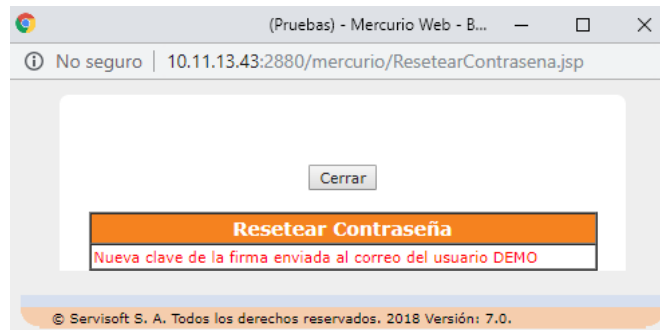 (Pruebas) - Mercurio Web - B...
No seguro | 10.11.13.43:2880/mercurio/ResetearContrasena.jsp
Cerrar
Resetear Contraseña
Nueva clave de la firma enviada al correo del usuario DEMO
© Servisoft S. A. Todos los derechos reservados. 2018 Versión: 7.0.